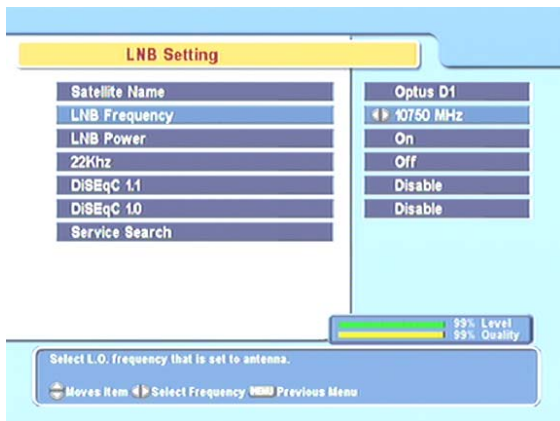 LNB Setting
Satellite Name Optus D1
LNB Frequency 10750 MHz
LNB Power On
22Khz Off
DiSEqC 1.1 Disable
DiSEqC 1.0 Disable
Service Search
99% Level
99% Quality
Select L.O. frequency that is set to antenna.
Moves Item Select Frequency MENU Previous Menu